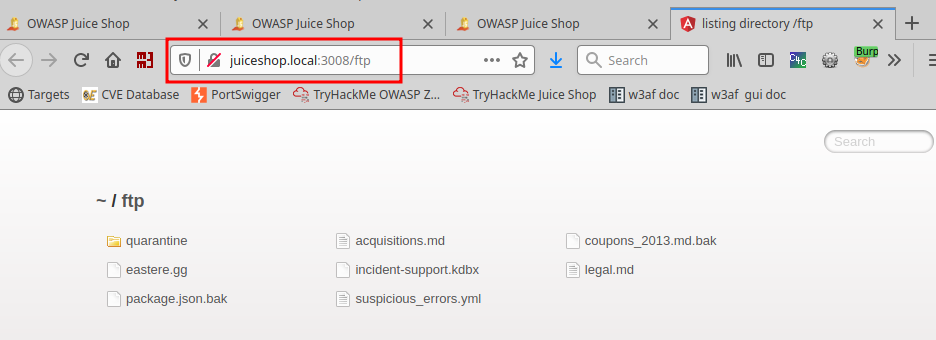 OWASP Juice Shop OWASP Juice Shop OWASP Juice Shop listing directory /ftp
juiceshop.local:3008/ftp Search Burp
Targets CVE Database PortSwigger TryHackMe OWASP Z... TryHackMe Juice Shop w3af doc w3af gui doc
Search
~ / ftp
quarantine acquisitions.md coupons_2013.md.bak
eastere.gg incident-support.kdbx legal.md
package.json.bak suspicious_errors.yml